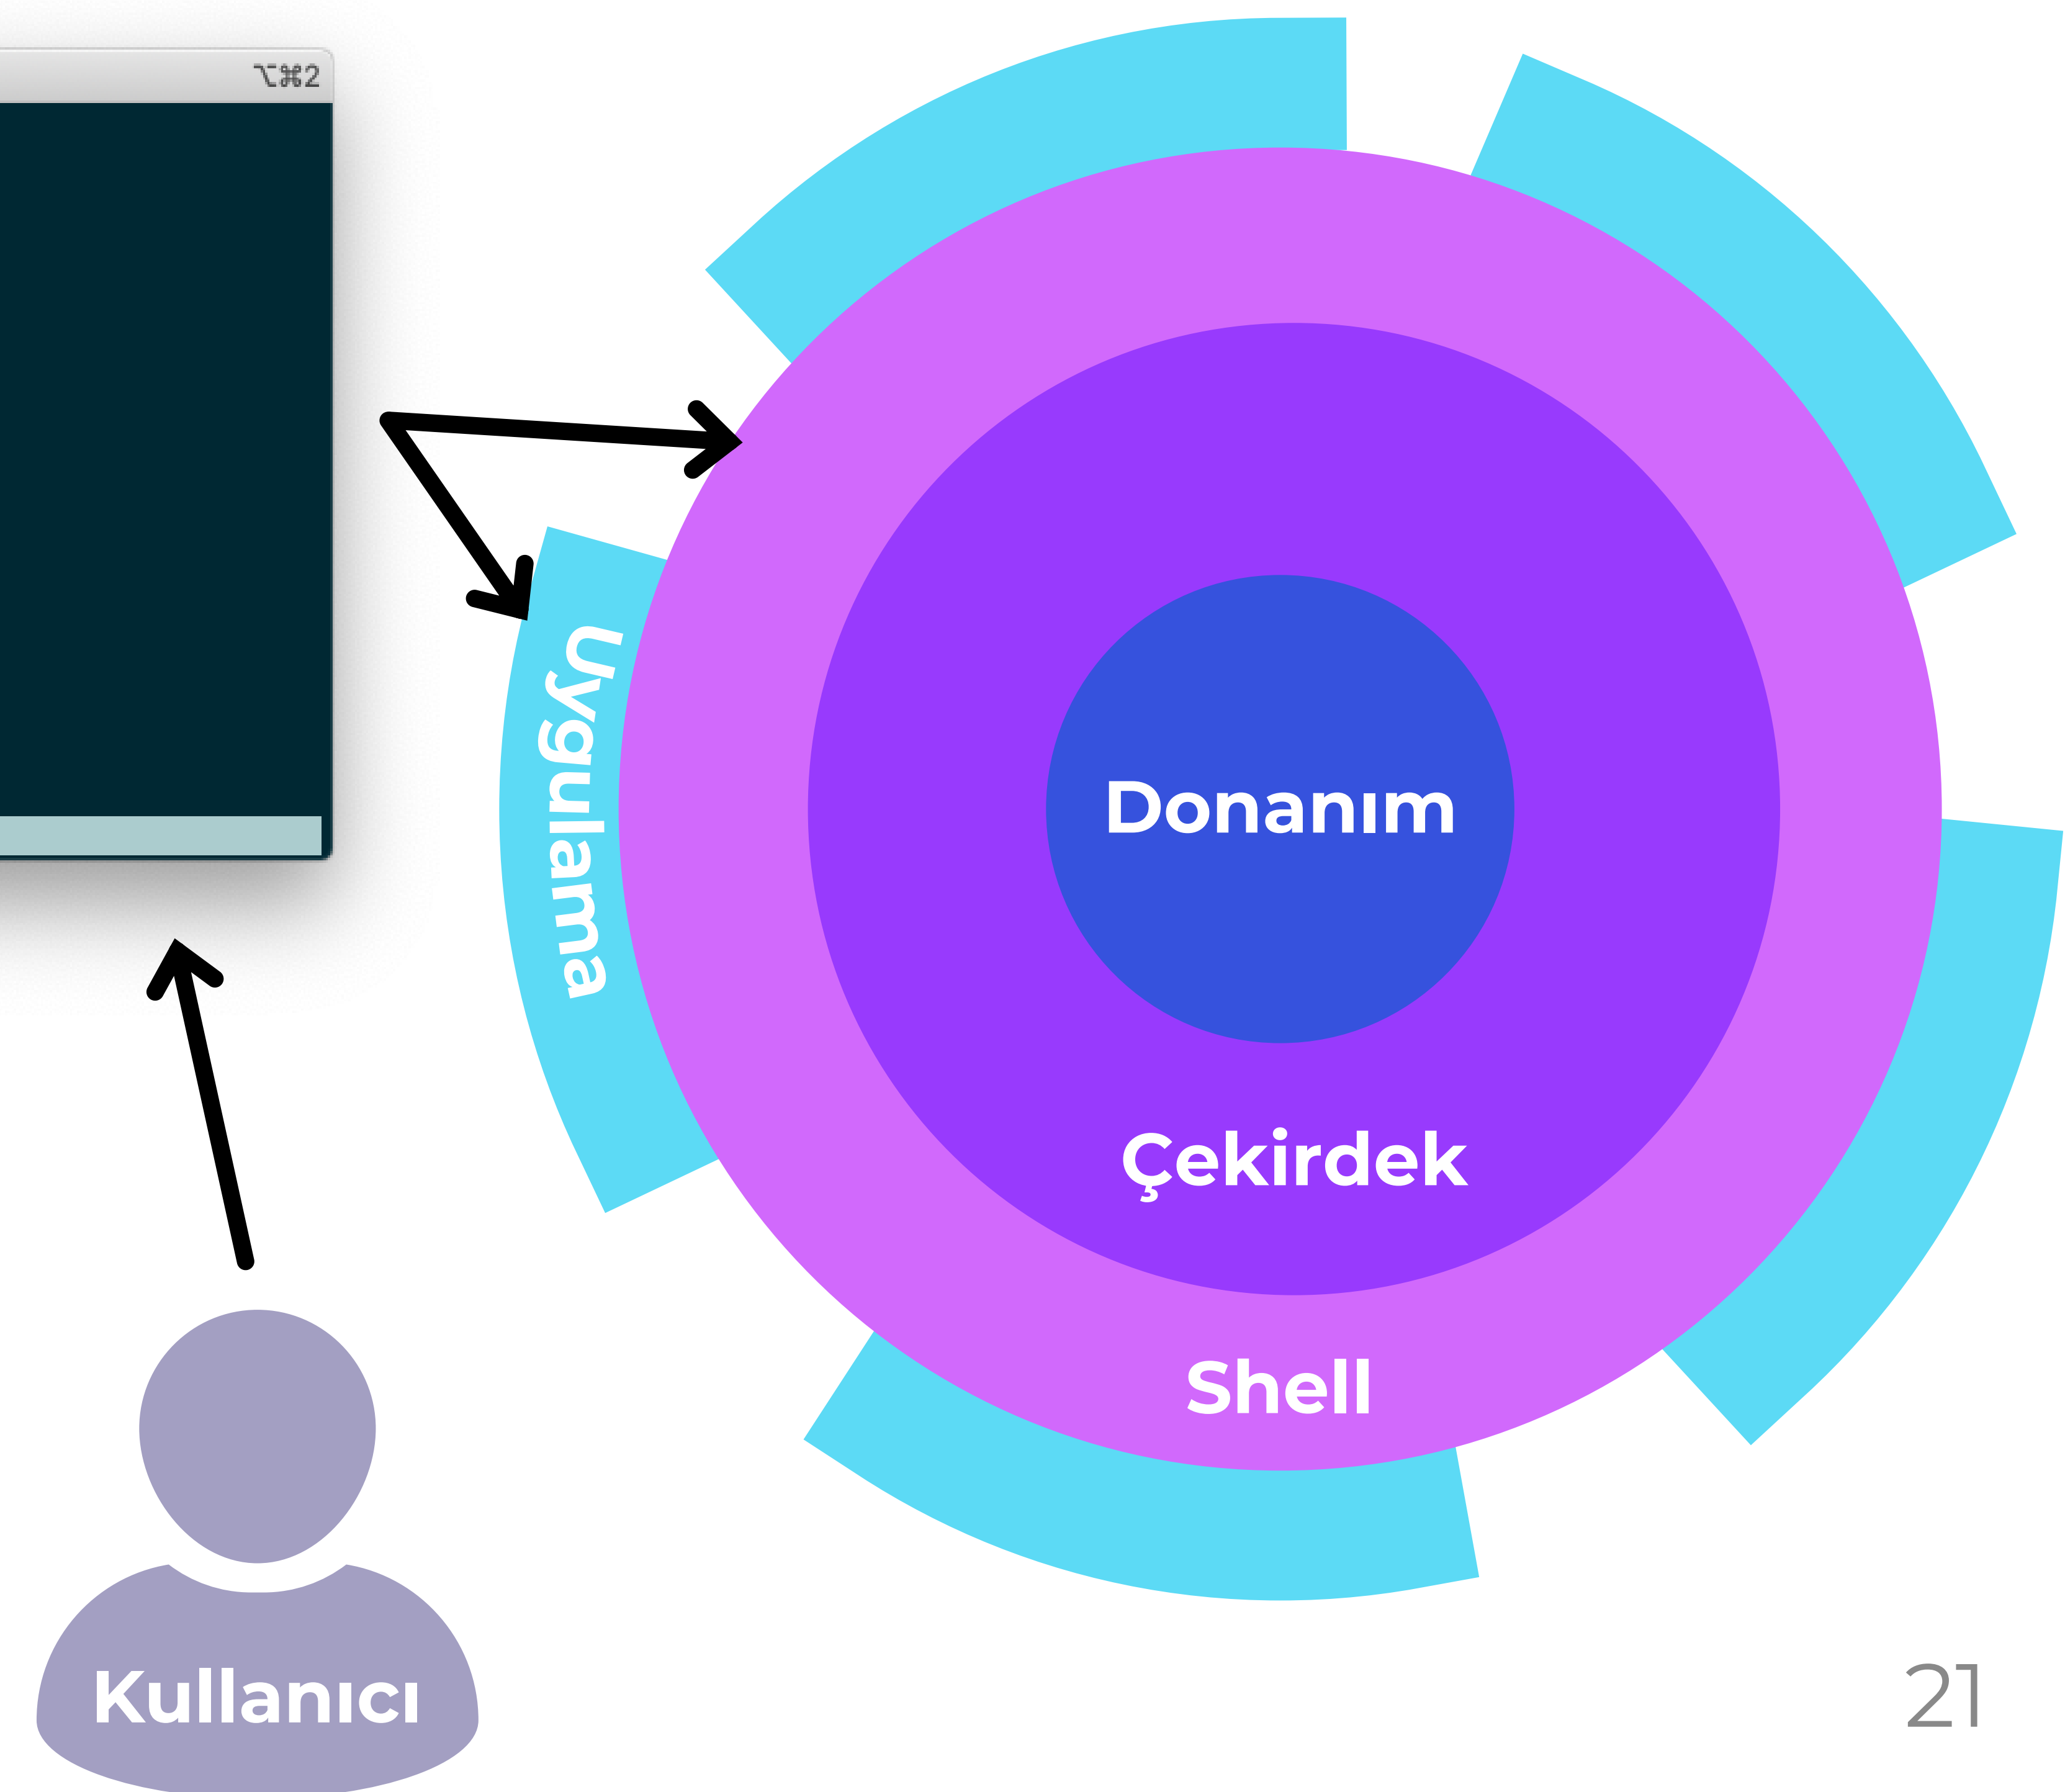 ⌥⌘2
Uygulama
Donanım
Çekirdek
Shell
Kullanıcı
21